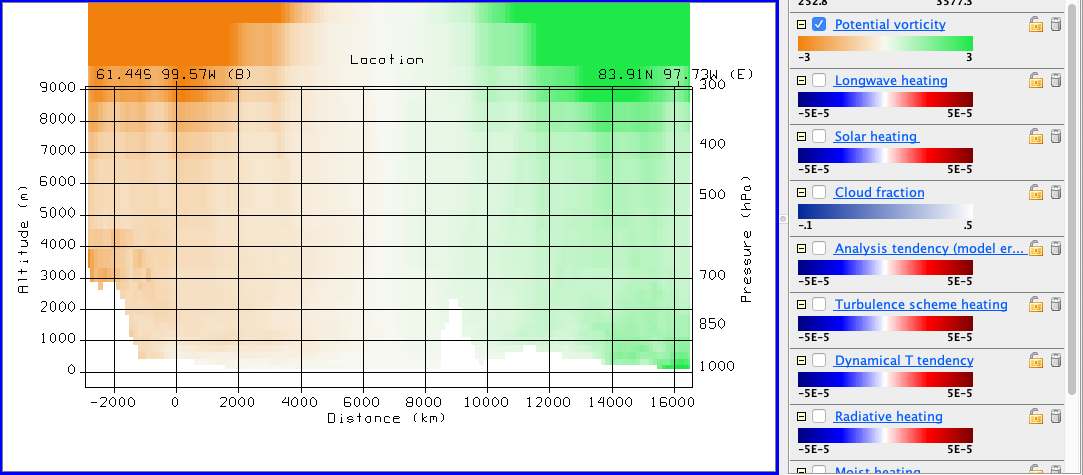 252.8 3577.3
Potential vorticity
-3 3
Longwave heating
-5E-5 5E-5
Solar heating
-5E-5 5E-5
Cloud fraction
-.1 .5
Analysis tendency (model er...
-5E-5 5E-5
Turbulence scheme heating
-5E-5 5E-5
Dynamical T tendency
-5E-5 5E-5
Radiative heating
-5E-5 5E-5
Moist heating
Location
61.44S 99.57W (B) 83.91N 97.73W (E)
9000
8000
7000
6000
5000
4000
3000
2000
1000
0
Altitude (m)
300
400
500
700
850
1000
Pressure (hPa)
-2000 0 2000 4000 6000 8000 10000 12000 14000 16000
Distance (km)